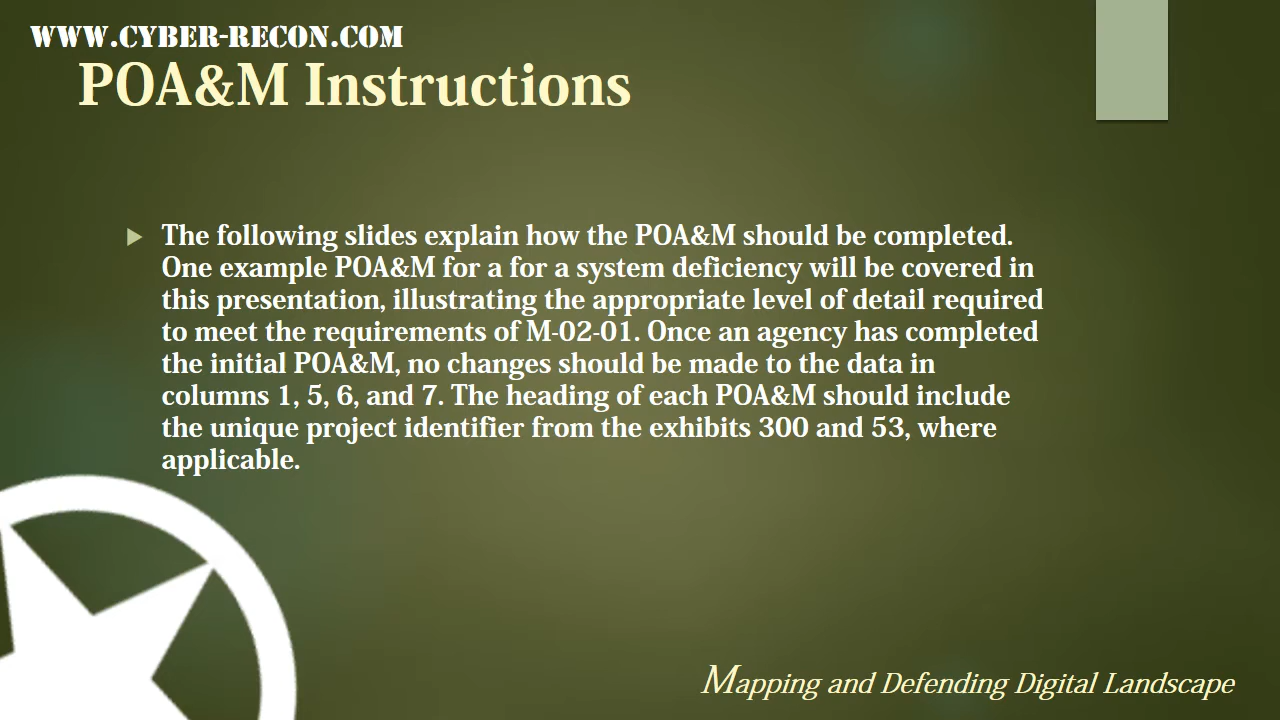 WWW.CYBER-RECON.COM
POA&M Instructions
The following slides explain how the POA&M should be completed.
One example POA&M for a for a system deficiency will be covered in
this presentation, illustrating the appropriate level of detail required
to meet the requirements of M-02-01. Once an agency has completed
the initial POA&M, no changes should be made to the data in
columns 1, 5, 6, and 7. The heading of each POA&M should include
the unique project identifier from the exhibits 300 and 53, where
applicable.
Mapping and Defending Digital Landscape